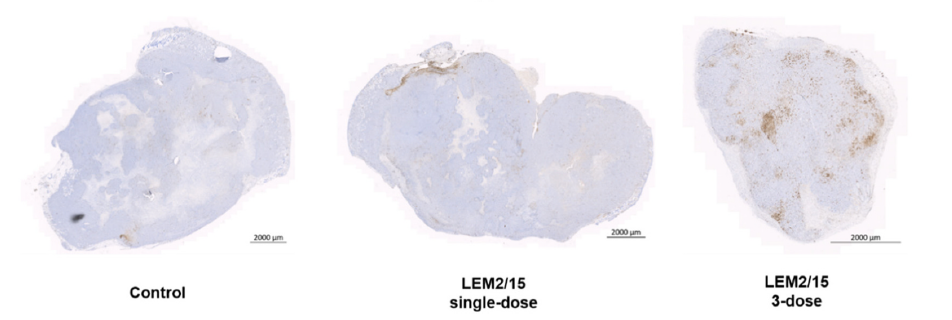 2000 µm
2000 µm
2000 µm
Control
LEM2/15
single-dose
LEM2/15
3-dose